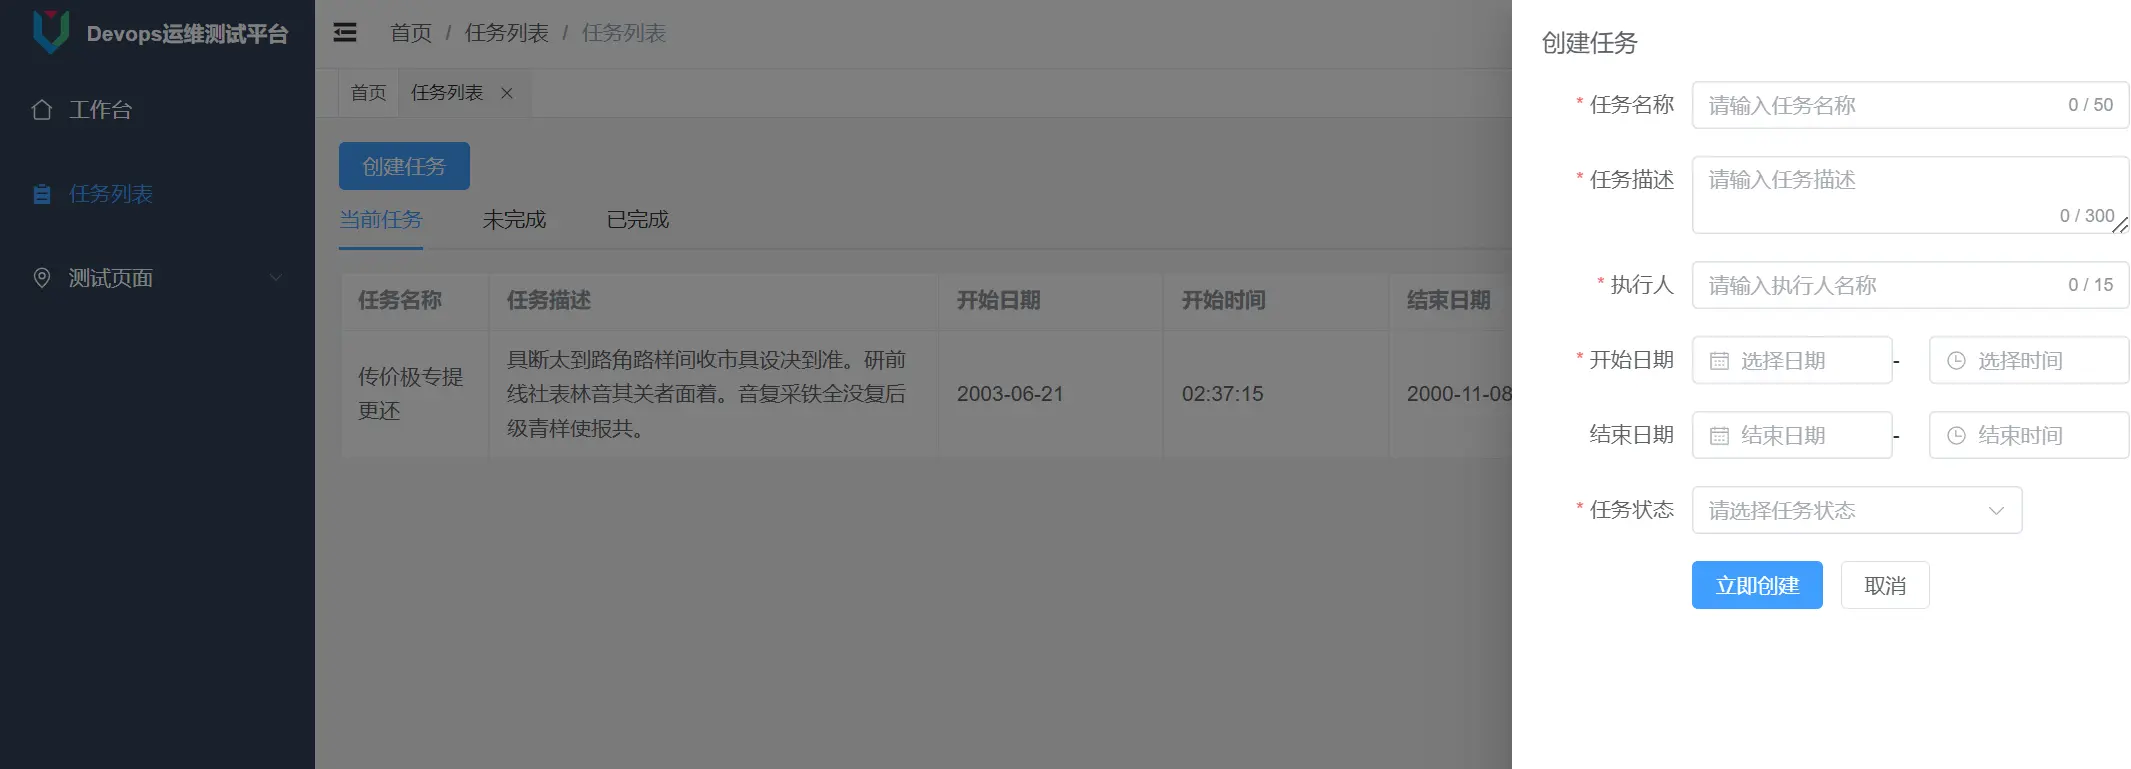 Devops运维测试平台
工作台
任务列表
测试页面
首页 / 任务列表 / 任务列表
首页 任务列表
创建任务
当前任务 未完成 已完成
任务名称 任务描述 开始日期 开始时间 结束日期
传价极专提更还
具断太到路角路样间收市具设决到准。研前
线社表林音其关者面着。音复采铁全没复后
级青样使报共。
2003-06-21 02:37:15 2000-11-08
创建任务
* 任务名称 请输入任务名称 0 / 50
* 任务描述 请输入任务描述 0 / 300
* 执行人 请输入执行人名称 0 / 15
* 开始日期 选择日期 - 选择时间
结束日期 结束日期 - 结束时间
* 任务状态 请选择任务状态
立即创建 取消